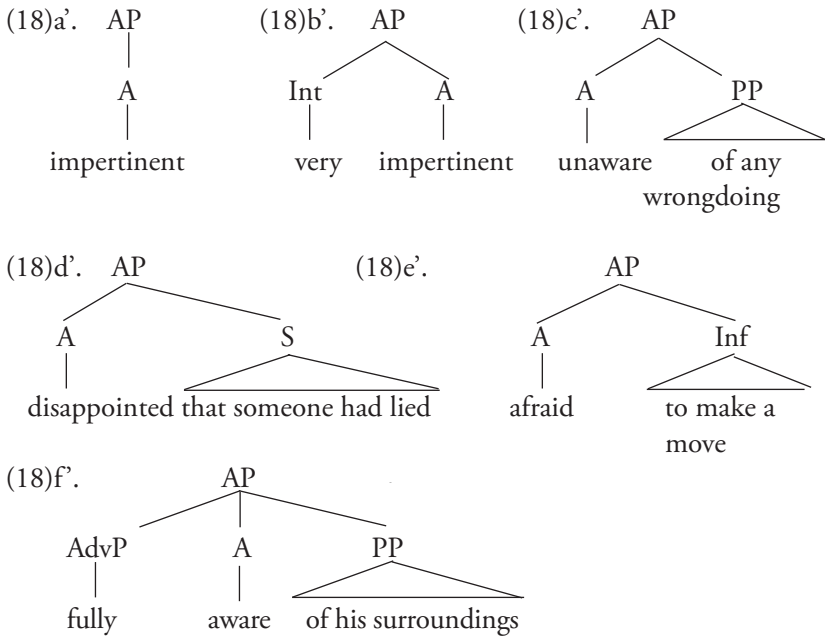 (18)a’. AP (18)b’. AP (18)c’. AP
A Int A A PP
impertinent very impertinent unaware of any
wrongdoing
(18)d’. AP (18)e’. AP
A S A Inf
disappointed that someone had lied afraid to make a
move
(18)f’. AP
AdvP A PP
fully aware of his surroundings